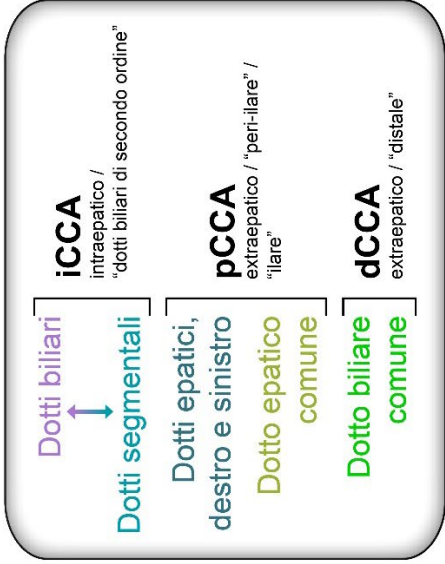 Dotti biliari
Dotti segmentali
iCCA
intraepatico /
“dotti biliari di secondo ordine”
Dotti epatici,
destro e sinistro
Dotto epatico
comune
pCCA
extraepatico / “peri-ilare” /
“ilare”
Dotto biliare
comune
dCCA
extraepatico / “distale”